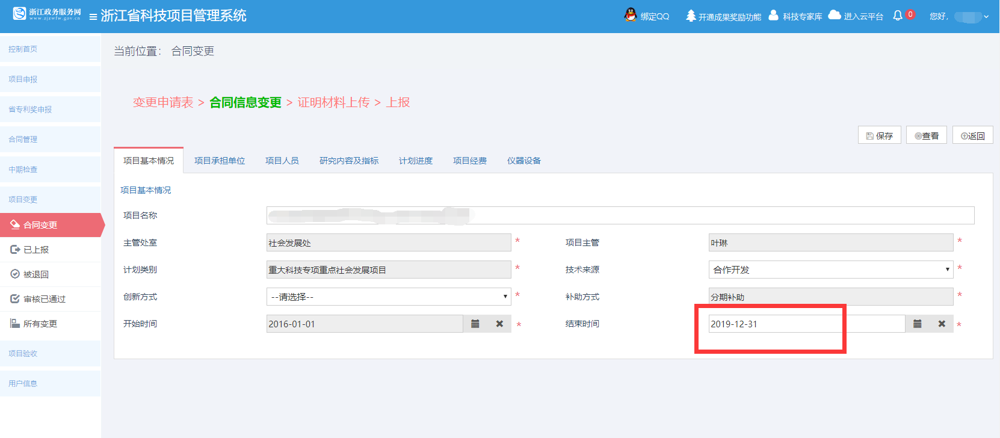 浙江政务服务网
www.zjzwfw.gov.cn
浙江省科技项目管理系统
绑定QQ
开通成果奖励功能
科技专家库
进入云平台
0
您好,
控制首页
项目申报
省专利奖申报
合同管理
中期检查
项目变更
合同变更
已上报
被退回
审核已通过
所有变更
项目验收
用户信息
当前位置： 合同变更
变更申请表 > 合同信息变更 > 证明材料上传 > 上报
保存 查看 返回
项目基本情况 项目承担单位 项目人员 研究内容及指标 计划进度 项目经费 仪器设备
项目基本情况
项目名称
主管处室 社会发展处 * 项目主管 叶琳 *
计划类别 重大科技专项重点社会发展项目 * 技术来源 合作开发 *
创新方式 --请选择-- * 补助方式 分期补助 *
开始时间 2016-01-01 * 结束时间 2019-12-31 *